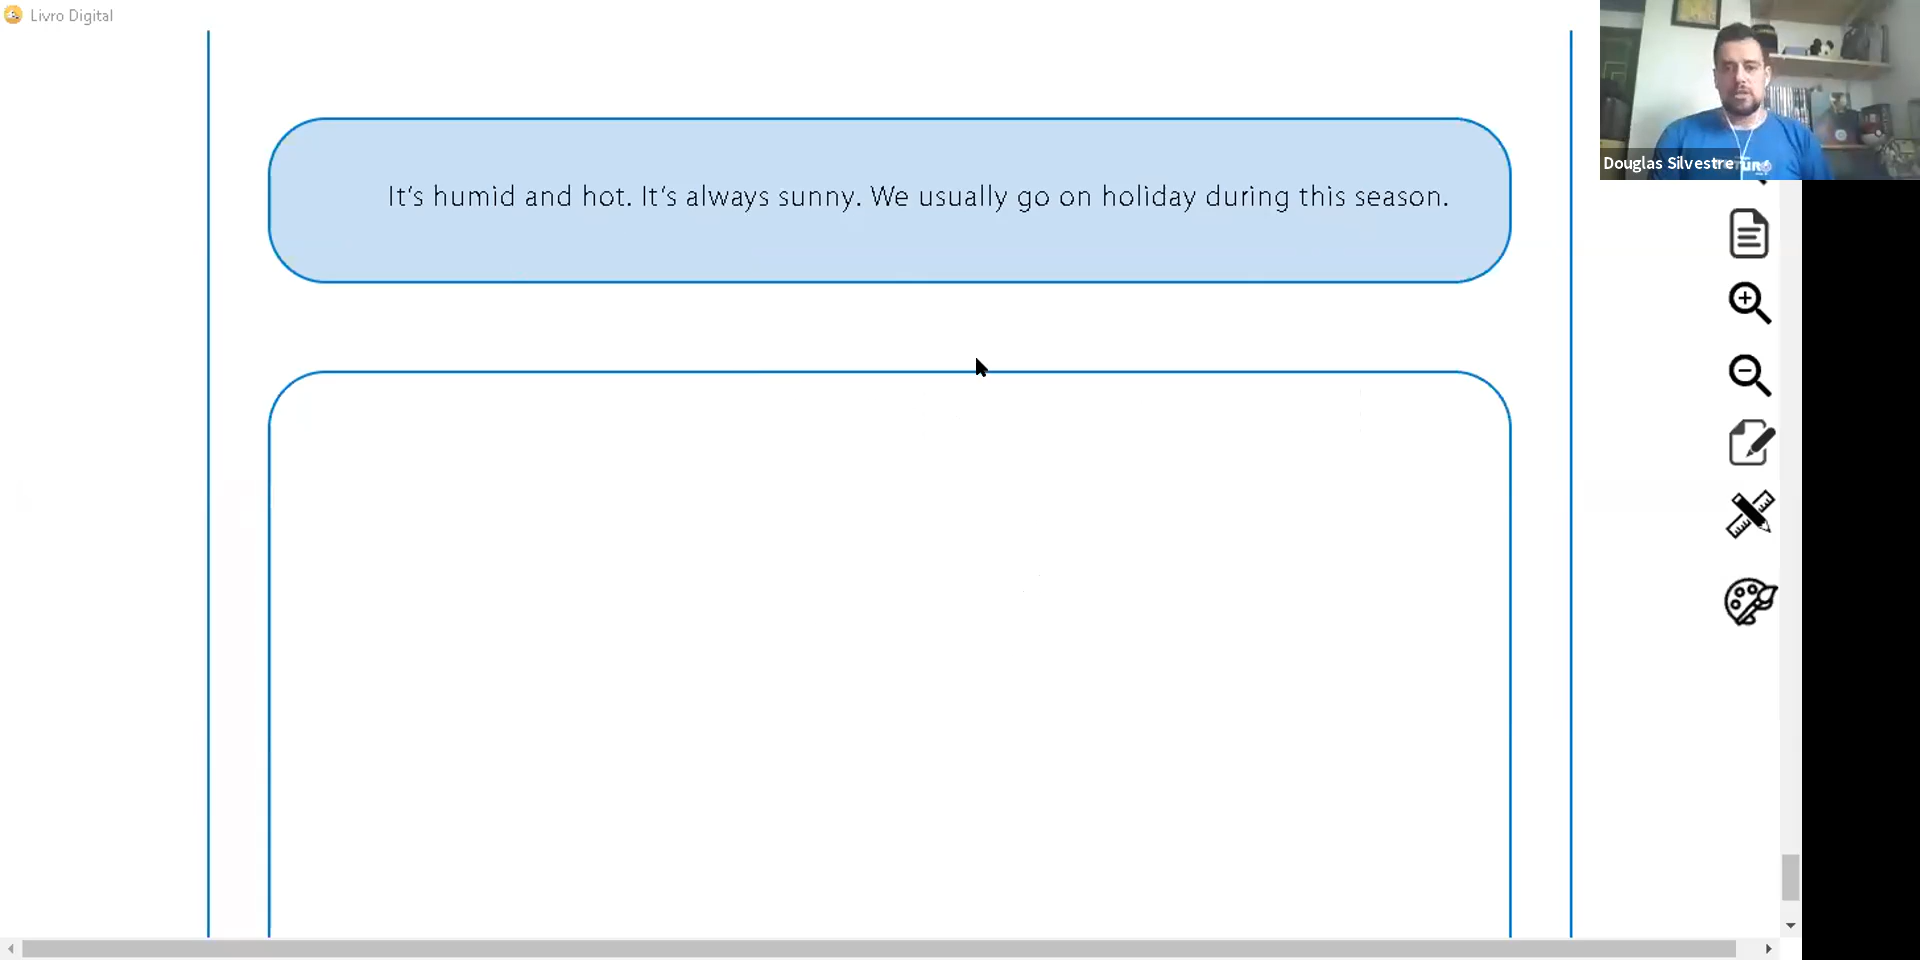 Livro Digital
It's humid and hot. It's always sunny. We usually go on holiday during this season.
Douglas Silvestre